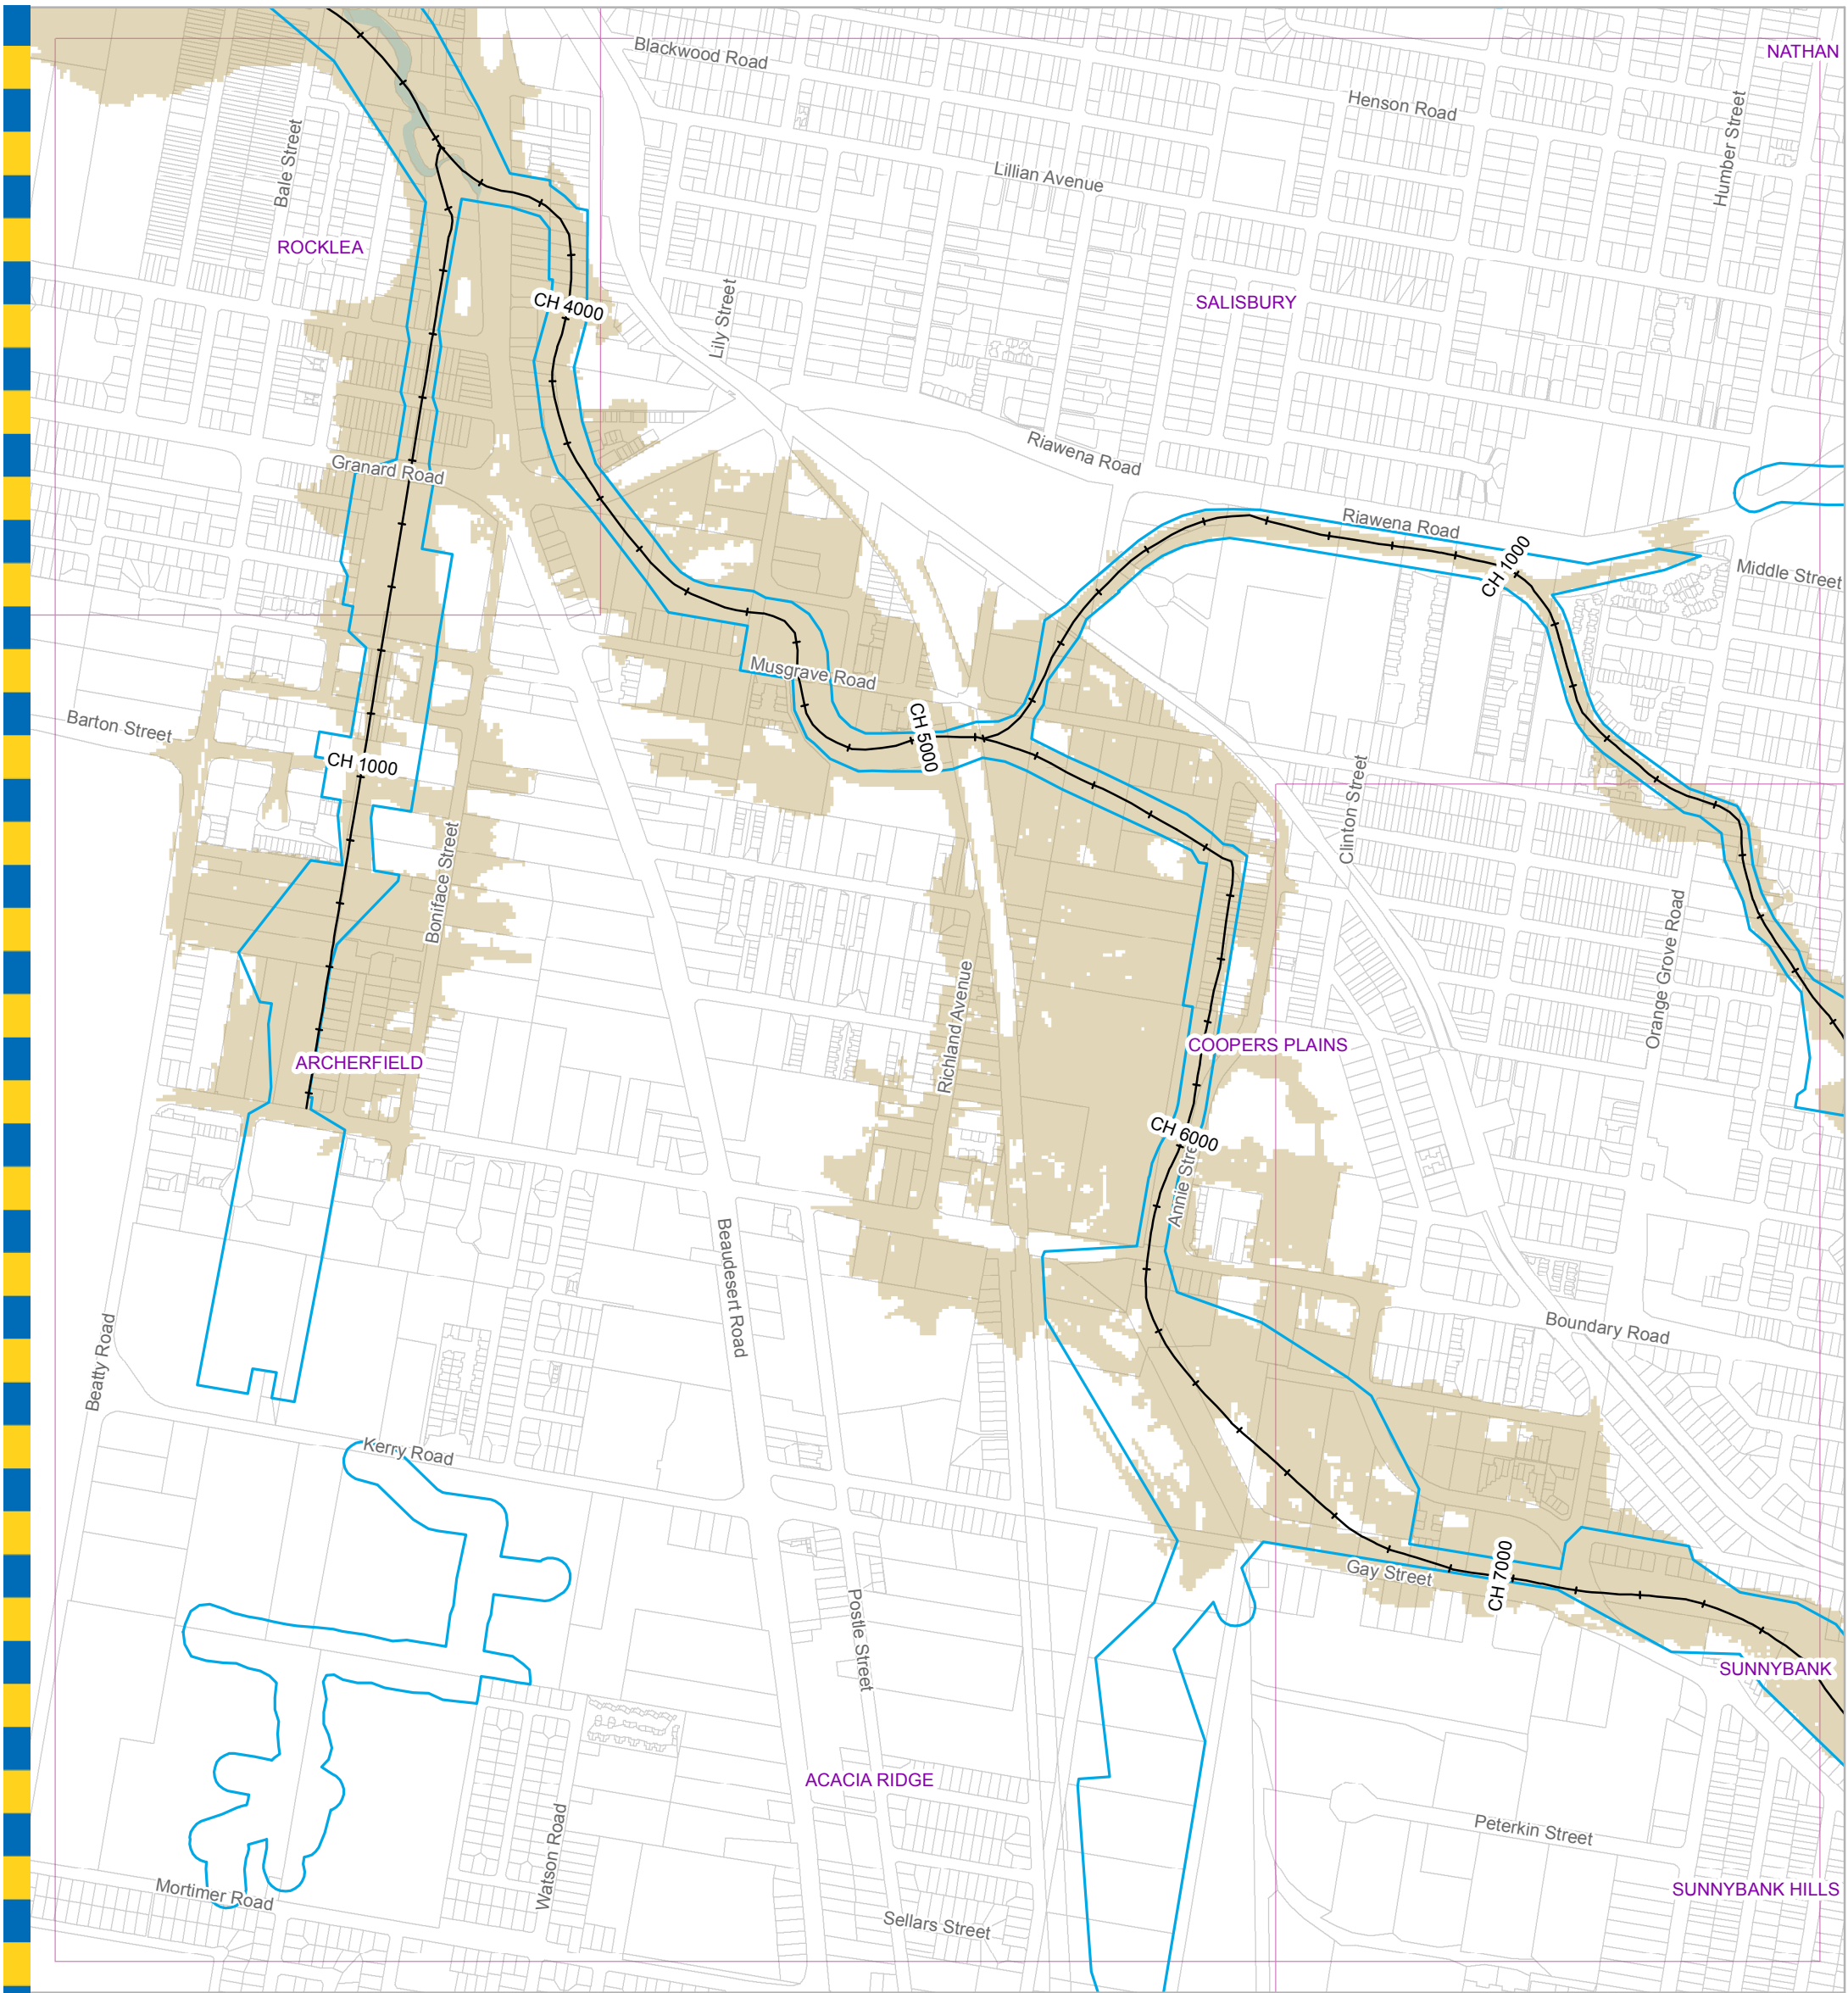 NATHAN
Blackwood Road
Henson Road
Humber Street
Bale Street
Lillian Avenue
ROCKLEA
SALISBURY
CH 4000
Lily Street
Riawena Road
Granard Road
Riawena Road
CH 1000
Middle Street
Musgrave Road
Barton Street
CH 5000
CH 1000
Clinton Street
Boniface Street
Orange Grove Road
Richland Avenue
COOPERS PLAINS
ARCHERFIELD
CH 6000
Annie Street
Beaudesert Road
Boundary Road
Beatty Road
Kerry Road
Gay Street
CH 7000
Postle Street
SUNNYBANK
ACACIA RIDGE
Watson Road
Peterkin Street
Mortimer Road
SUNNYBANK HILLS
Sellars Street